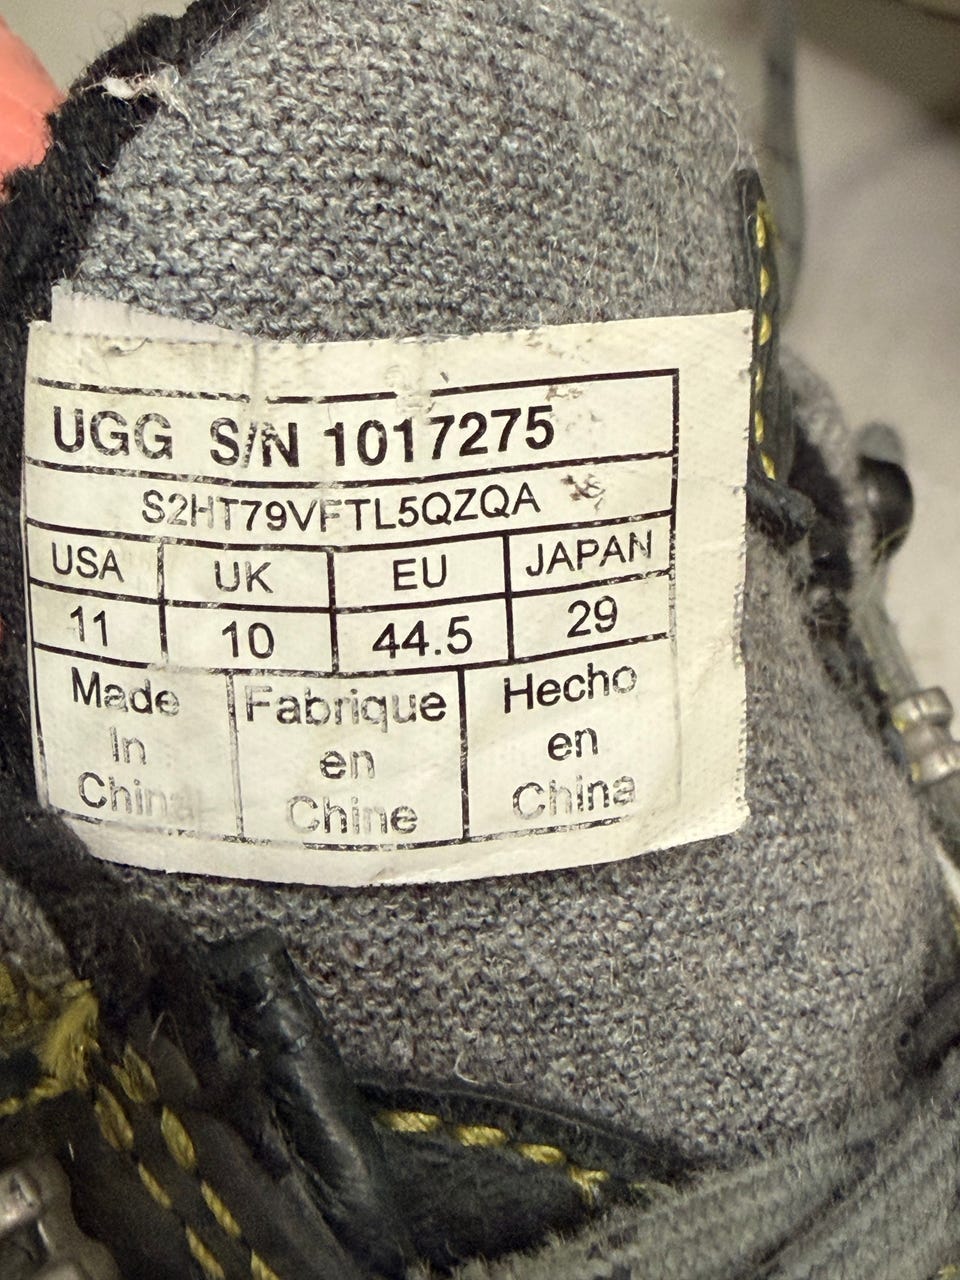 UGG S/N 1017275
S2HT79VFTL5QZQA
USA UK EU JAPAN
11 10 44.5 29
Made Fabrique Hecho
In en en
China Chine China